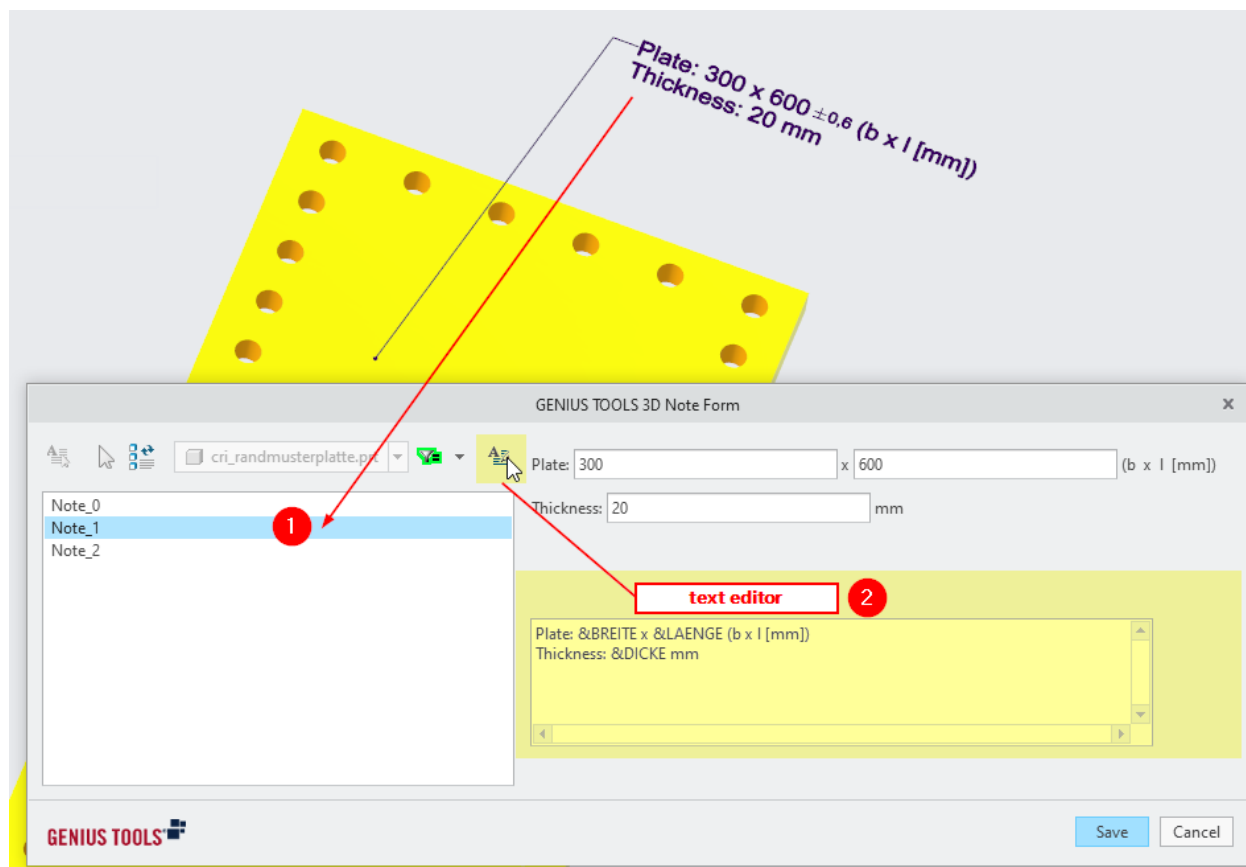 Plate: 300 x 600 ±0,6 (b x l [mm])
Thickness: 20 mm
GENIUS TOOLS 3D Note Form
cri_randmusterplatte.prt
Plate: 300 x 600 (b x l [mm])
Thickness: 20 mm
Note_0
Note_1
Note_2
1
text editor 2
Plate: &BREITE x &LAENGE (b x l [mm])
Thickness: &DICKE mm
GENIUS TOOLS
Save Cancel